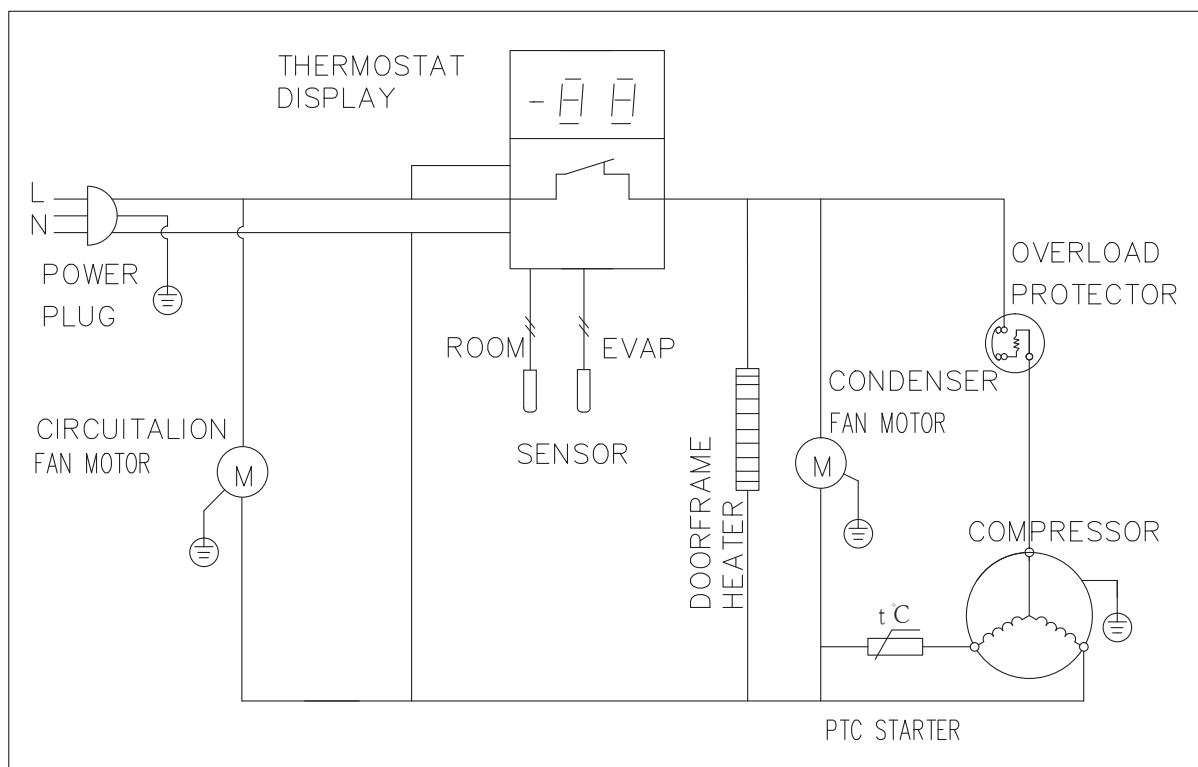 THERMOSTAT
DISPLAY
-88
L
N
POWER
PLUG
OVERLOAD
PROTECTOR
ROOM
EVAP
SENSOR
CIRCUITALION
FAN MOTOR
M
DOORFRAME
HEATER
CONDENSER
FAN MOTOR
M
COMPRESSOR
t°C
PTC STARTER